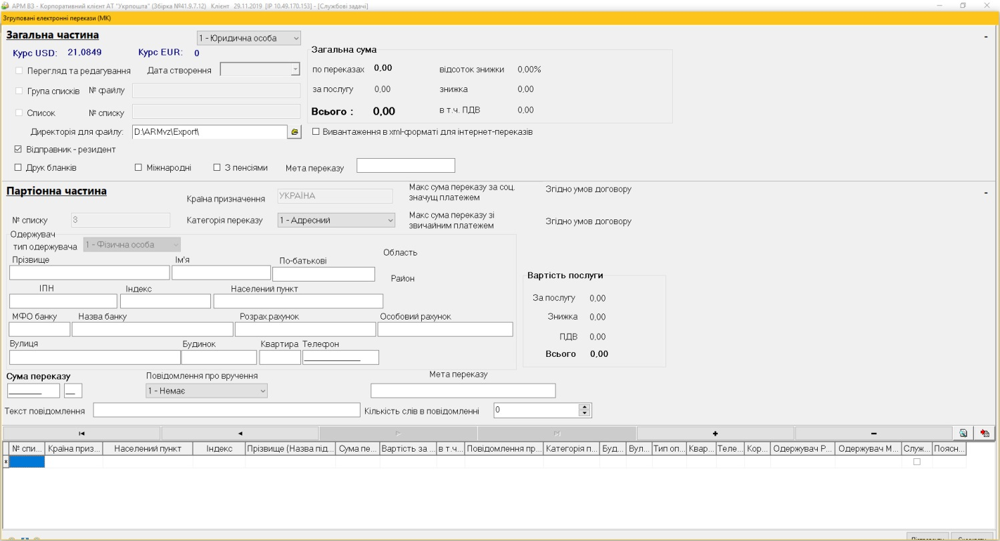 АРМ ВЗ - Корпоративний клієнт АТ "Укрпошта" (Збірка №41.9.7.12) Клієнт 29.11.2019 [IP 10.49.170.153] - [Службові задачі]
Згруповані електронні перекази (МК)
Загальна частина
1 - Юридична особа
Курс USD: 21,0849 Курс EUR: 0
Загальна сума
Перегляд та редагування Дата створення
по переказах 0,00 відсоток знижки 0,00%
Група списків № файлу
за послугу 0,00 знижка 0,00
Список № списку
Всього : 0,00 в т.ч. ПДВ 0,00
Директорія для файлу: D:\ARMvz\Export\
Вивантаження в xml-форматі для інтернет-переказів
Відправник - резидент
Друк бланків Міжнародні З пенсіями Мета переказу
Партіонна частина
Країна призначення УКРАЇНА
Макс сума переказу за соц. значущ платежем
Згідно умов договору
№ списку 3 Категорія переказу 1 - Адресний
Макс сума переказу зі звичайним платежем
Згідно умов договору
Одержувач
тип одержувача 1 - Фізична особа
Прізвище Ім'я По-батькові Область
Район
ІПН Індекс Населений пункт
МФО банку Назва банку Розрах.рахунок Особовий рахунок
Вулиця Будинок Квартира Телефон
Вартість послуги
За послугу 0,00
Знижка 0,00
ПДВ 0,00
Всього 0,00
Сума переказу Повідомлення про вручення Мета переказу
1 - Немає
Текст повідомлення Кількість слів в повідомленні 0
№ спи... Країна приз... Населений пункт Індекс Прізвище (Назва під... Сума пе... Вартість за ... в т.ч... Повідомлення пр... Категорія п... Буд... Вул... Тип оп... Квар... Теле... Кор... Одержувач Р... Одержувач М... Служ... Поясн...